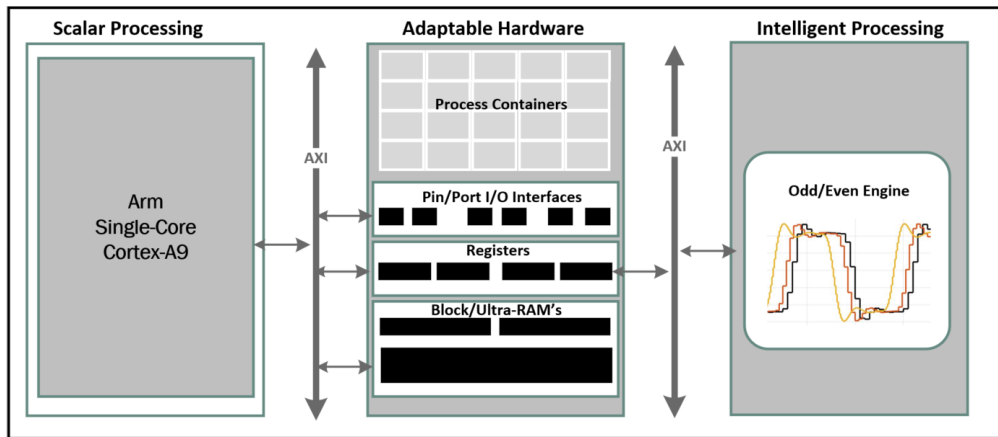 Scalar Processing
Adaptable Hardware
Intelligent Processing
Arm
Single-Core
Cortex-A9
AXI
Process Containers
Pin/Port I/O Interfaces
Registers
Block/Ultra-RAM's
AXI
Odd/Even Engine